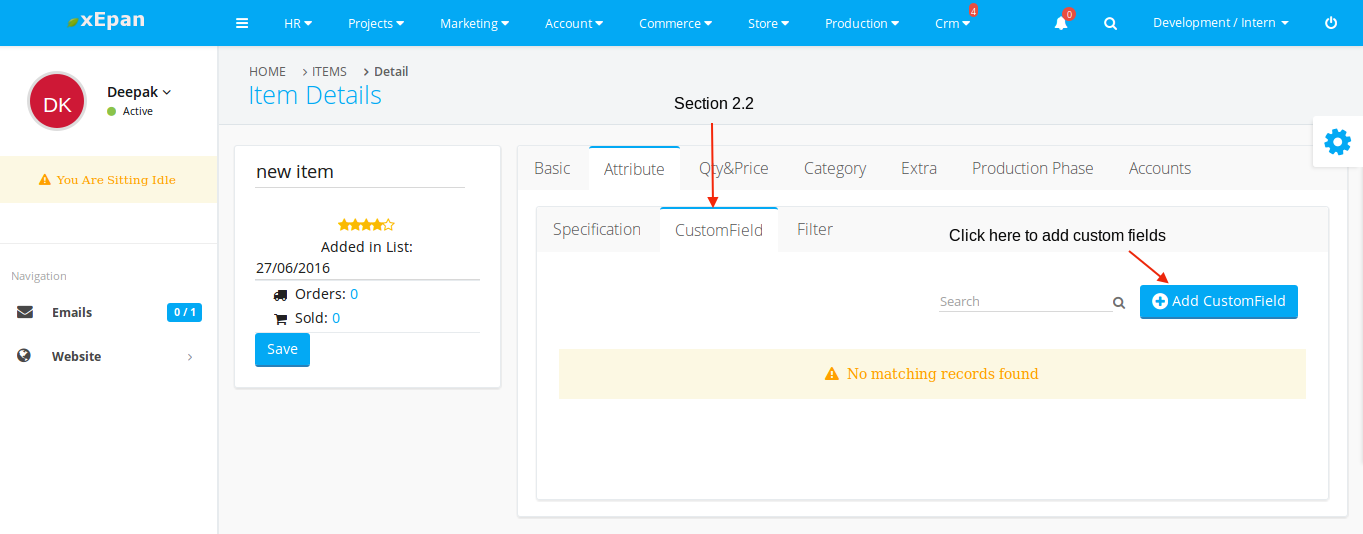 xEpan
HR
Projects
Marketing
Account
Commerce
Store
Production
Crm
4
0
Development / Intern
DK
Deepak
Active
You Are Sitting Idle
Navigation
Emails
0 / 1
Website
HOME
ITEMS
Detail
Item Details
Section 2.2
new item
Added in List:
27/06/2016
Orders: 0
Sold: 0
Save
Basic
Attribute
Qty&Price
Category
Extra
Production Phase
Accounts
Specification
CustomField
Filter
Click here to add custom fields
Search
Add CustomField
No matching records found